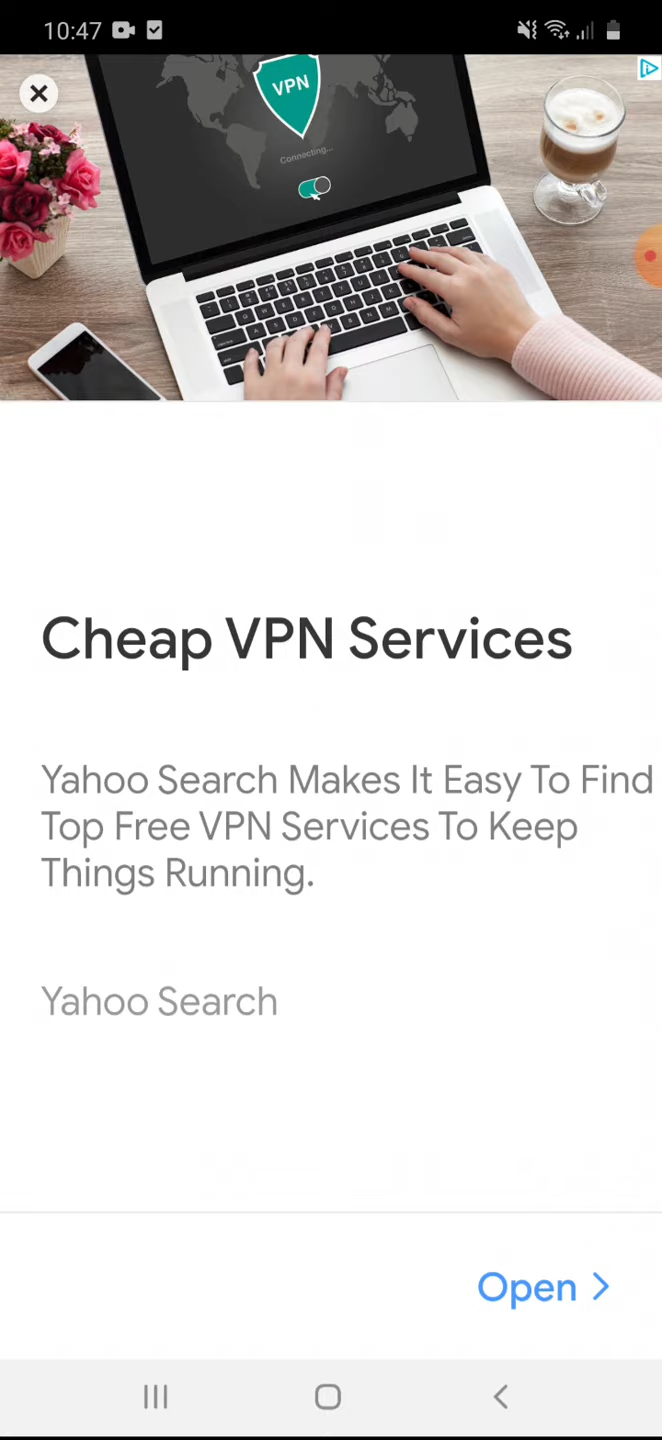 10:47
VPN
Connecting...
Cheap VPN Services
Yahoo Search Makes It Easy To Find
Top Free VPN Services To Keep
Things Running.
Yahoo Search
Open